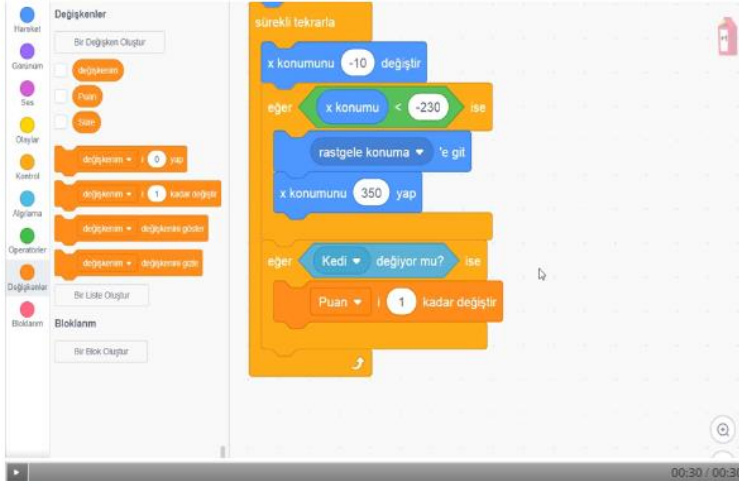 Hareket
Görünüm
Ses
Olaylar
Kontrol
Algılama
Operatörler
Değişkenler
Bloklarım
Değişkenler
Bir Değişken Oluştur
değişkenim
Puan
Süre
değişkenim i 0 yap
değişkenim i 1 kadar değiştir
değişkenim değişkenini göster
değişkenim değişkenini gizle
Bir Liste Oluştur
Bloklarım
Bir Blok Oluştur
sürekli tekrarla
x konumunu -10 değiştir
eğer x konumu < -230 ise
rastgele konuma 'e git
x konumunu 350 yap
eğer Kedi değiyor mu? ise
Puan i 1 kadar değiştir
00:30 / 00:30